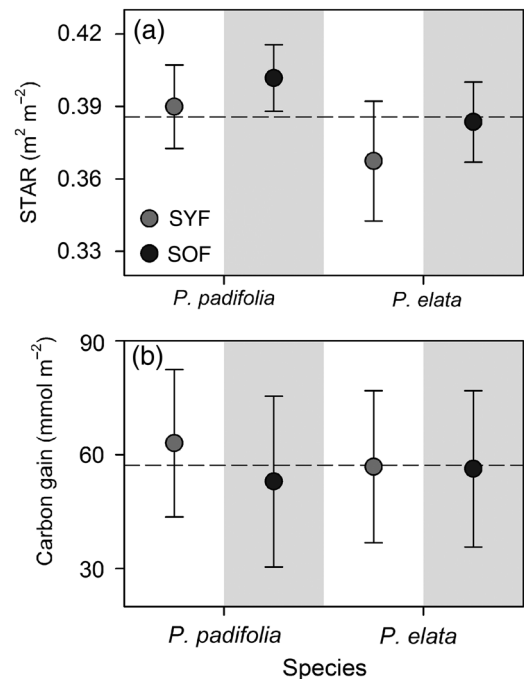 (a)
STAR (m² m⁻²)
0.42
0.39
0.36
0.33
SYF
SOF
P. padifolia P. elata
(b)
Carbon gain (mmol m⁻²)
90
60
30
P. padifolia P. elata
Species